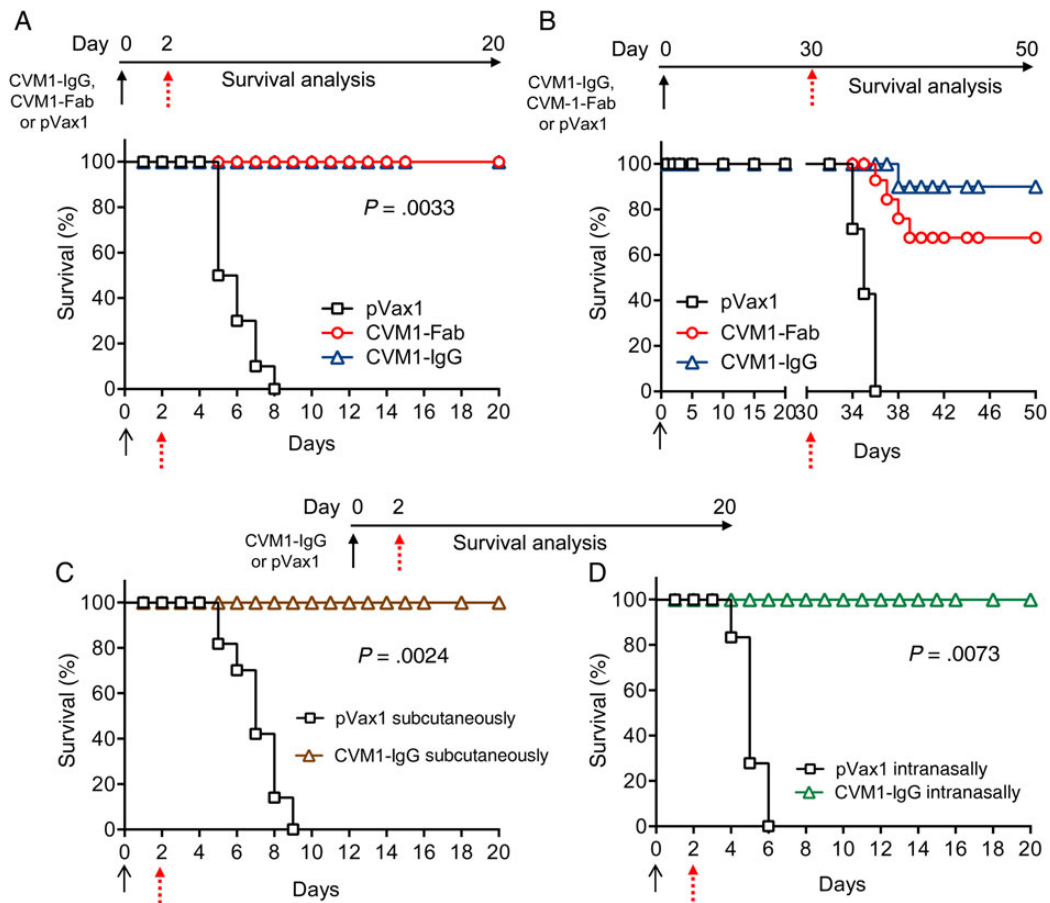 A
Day 0 2 20
CVM1-IgG,
CVM1-Fab
or pVax1
Survival analysis
Survival (%)
100
80
60
40
20
0
P = .0033
pVax1
CVM1-Fab
CVM1-IgG
0 2 4 6 8 10 12 14 16 18 20
Days
B
Day 0 30 50
CVM1-IgG,
CVM-1-Fab
or pVax1
Survival analysis
Survival (%)
100
80
60
40
20
0
pVax1
CVM1-Fab
CVM1-IgG
0 5 10 15 20 30 34 38 42 46 50
Days
Day 0 2 20
CVM1-IgG
or pVax1
Survival analysis
C
Survival (%)
100
80
60
40
20
0
P = .0024
pVax1 subcutaneously
CVM1-IgG subcutaneously
0 2 4 6 8 10 12 14 16 18 20
Days
D
Survival (%)
100
80
60
40
20
0
P = .0073
pVax1 intranasally
CVM1-IgG intranasally
0 2 4 6 8 10 12 14 16 18 20
Days